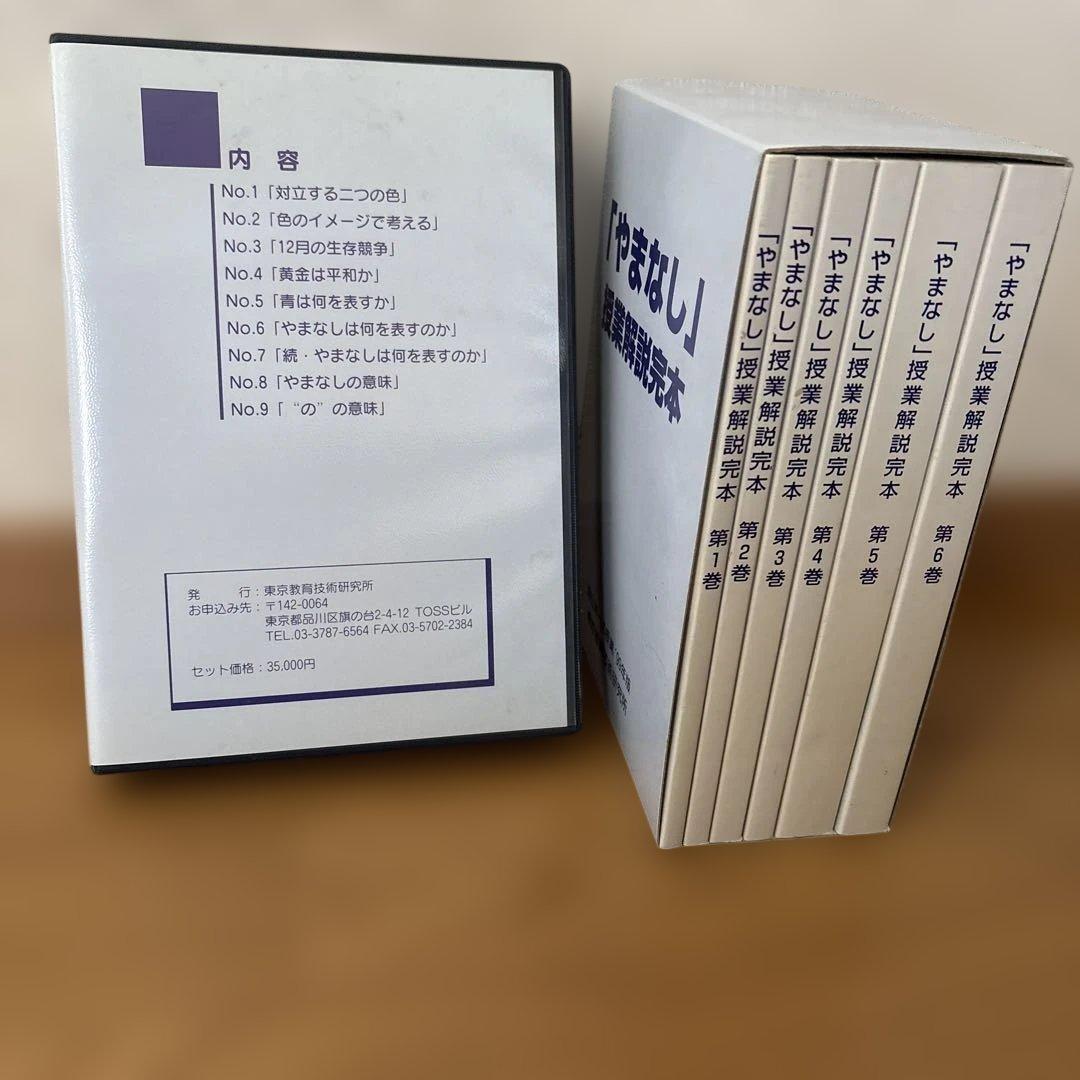 内 容
No.1「対立する二つの色」
No.2「色のイメージで考える」
No.3「12月の生存競争」
No.4「黄金は平和か」
No.5「青は何を表すか」
No.6「やまなしは何を表すのか」
No.7「続・やまなしは何を表すのか」
No.8「やまなしの意味」
No.9「“の”の意味」
発 行：東京教育技術研究所
お申込み先：〒142-0064
東京都品川区旗の台2-4-12 TOSSビル
TEL.03-3787-6564 FAX.03-5702-2384
セット価格：35,000円
「やまなし」
授業解説完本
「やまなし」授業解説完本 第1巻
「やまなし」授業解説完本 第2巻
「やまなし」授業解説完本 第3巻
「やまなし」授業解説完本 第4巻
「やまなし」授業解説完本 第5巻
「やまなし」授業解説完本 第6巻